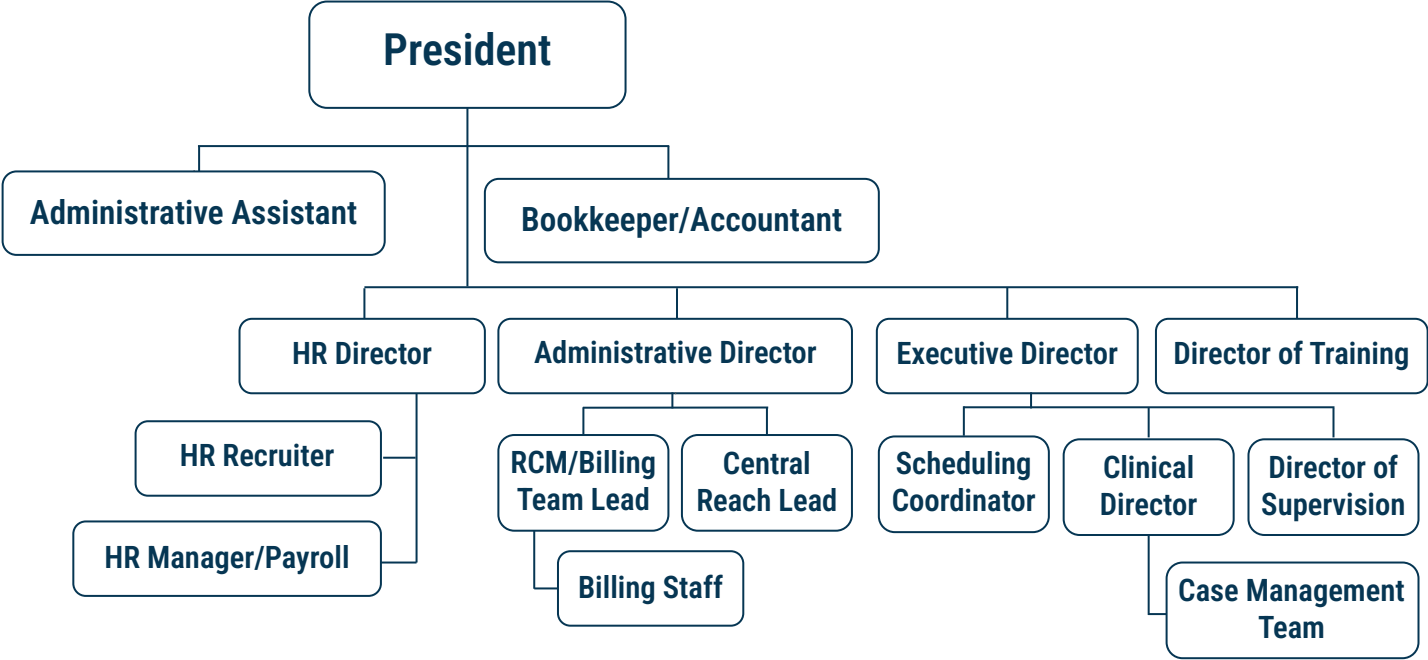 President
Administrative Assistant
Bookkeeper/Accountant
HR Director
Administrative Director
Executive Director
Director of Training
HR Recruiter
RCM/Billing
Team Lead
Central
Reach Lead
Scheduling
Coordinator
Clinical
Director
Director of
Supervision
HR Manager/Payroll
Billing Staff
Case Management
Team